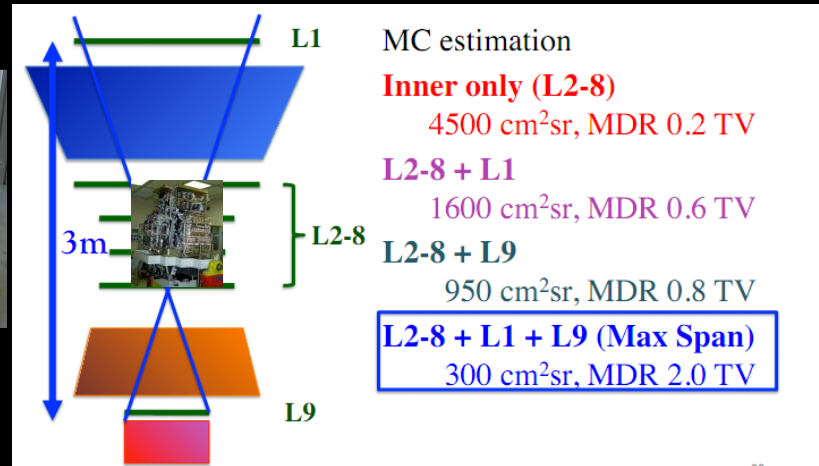 L1
3m
L2-8
L9
MC estimation
Inner only (L2-8)
4500 cm²sr, MDR 0.2 TV
L2-8 + L1
1600 cm²sr, MDR 0.6 TV
L2-8 + L9
950 cm²sr, MDR 0.8 TV
L2-8 + L1 + L9 (Max Span)
300 cm²sr, MDR 2.0 TV